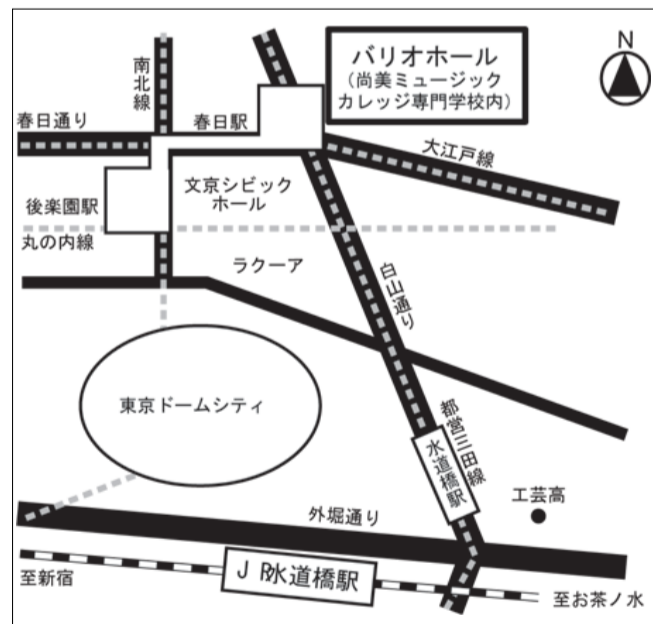 バリオホール
（尚美ミュージック
カレッジ専門学校内）
N
南北線
春日通り
春日駅
大江戸線
後楽園駅
文京シビック
ホール
丸の内線
ラクーア
白山通り
東京ドームシティ
都営三田線
水道橋駅
工芸高
外堀通り
ＪＲ水道橋駅
至新宿
至お茶ノ水